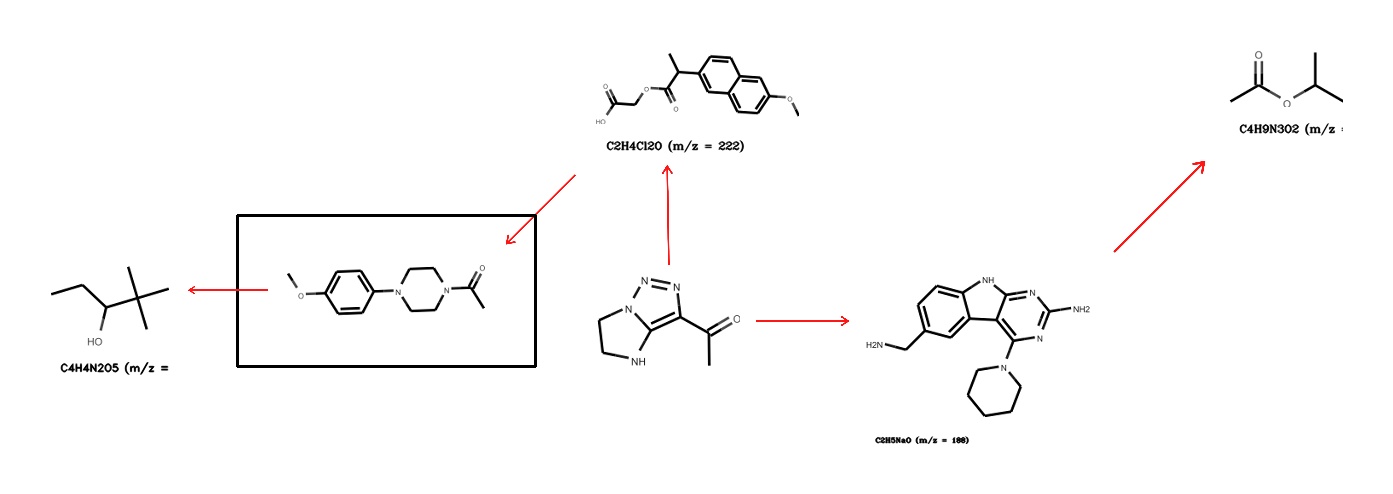 O
O
O
HO
O
C2H4Cl2O (m/z = 222)
O
O
C4H9N3O2 (m/z
O
N
N
O
HO
C4H4N2O5 (m/z =
N
N
N
O
NH
NH
N
NH2
N
H2N
N
C2H5NaO (m/z = 188)